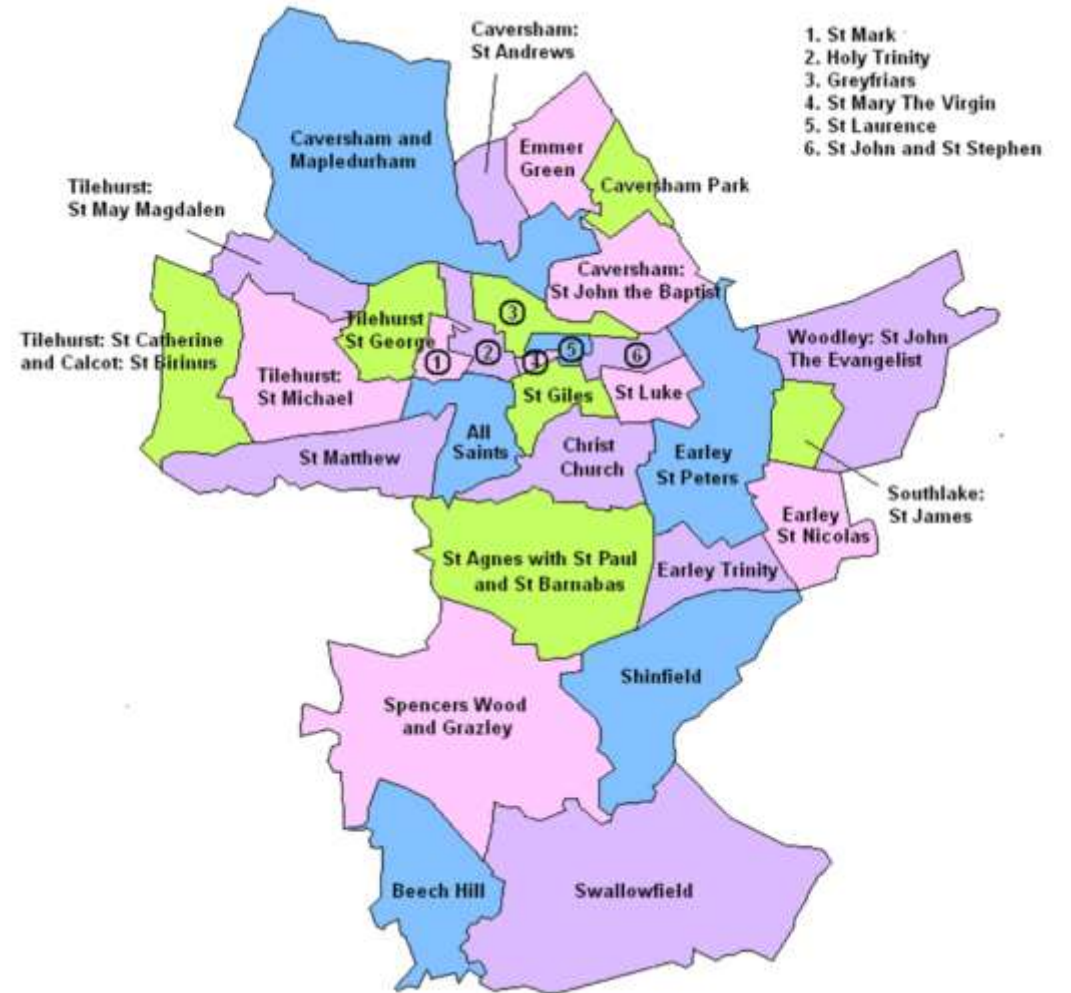 Caversham:
St Andrews
1. St Mark
2. Holy Trinity
3. Greyfriars
4. St Mary The Virgin
5. St Laurence
6. St John and St Stephen
Caversham and
Mapledurham
Emmer
Green
Caversham Park
Tilehurst:
St May Magdalen
Caversham:
St John the Baptist
Tilehurst: St Catherine
and Calcot: St Birinus
Tilehurst
St George
Tilehurst:
St Michael
1
2
3
4
5
6
Woodley: St John
The Evangelist
St Giles
St Luke
St Matthew
All
Saints
Christ
Church
Earley
St Peters
Southlake:
St James
Earley
St Nicolas
St Agnes with St Paul
and St Barnabas
Earley Trinity
Shinfield
Spencers Wood
and Grazley
Beech Hill
Swallowfield